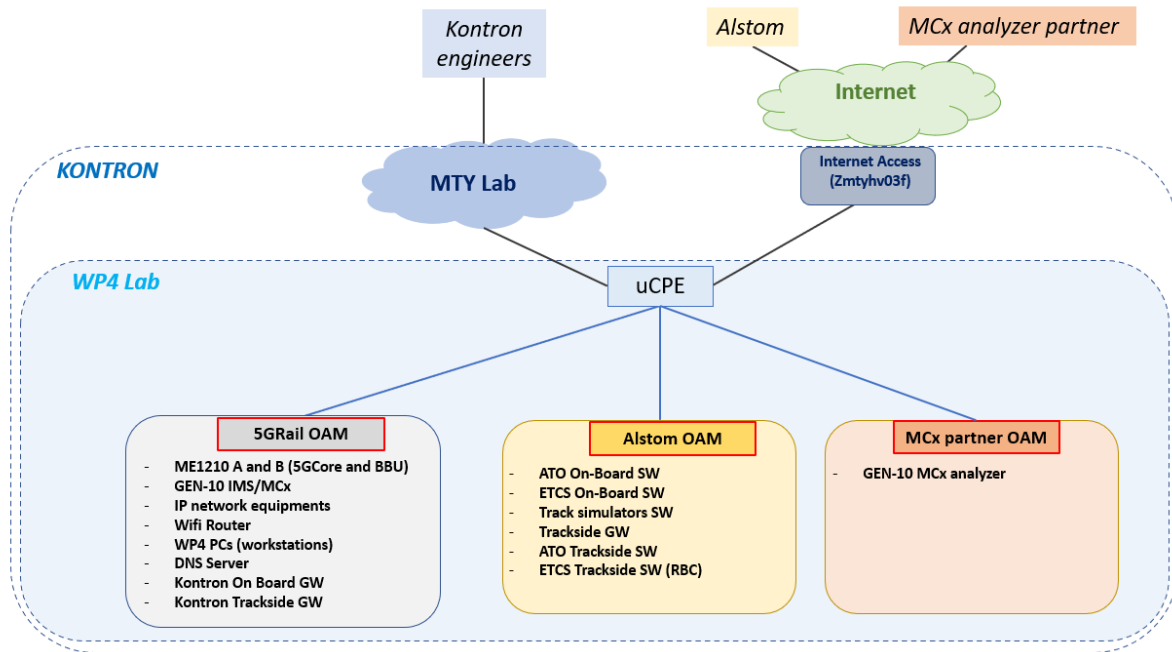 Kontron
engineers
Alstom
MCx analyzer partner
Internet
KONTRON
MTY Lab
Internet Access
(Zmtyhv03f)
WP4 Lab
uCPE
5GRail OAM
- ME1210 A and B (5GCore and BBU)
- GEN-10 IMS/MCx
- IP network equipments
- Wifi Router
- WP4 PCs (workstations)
- DNS Server
- Kontron On Board GW
- Kontron Trackside GW
Alstom OAM
- ATO On-Board SW
- ETCS On-Board SW
- Track simulators SW
- Trackside GW
- ATO Trackside SW
- ETCS Trackside SW (RBC)
MCx partner OAM
- GEN-10 MCx analyzer